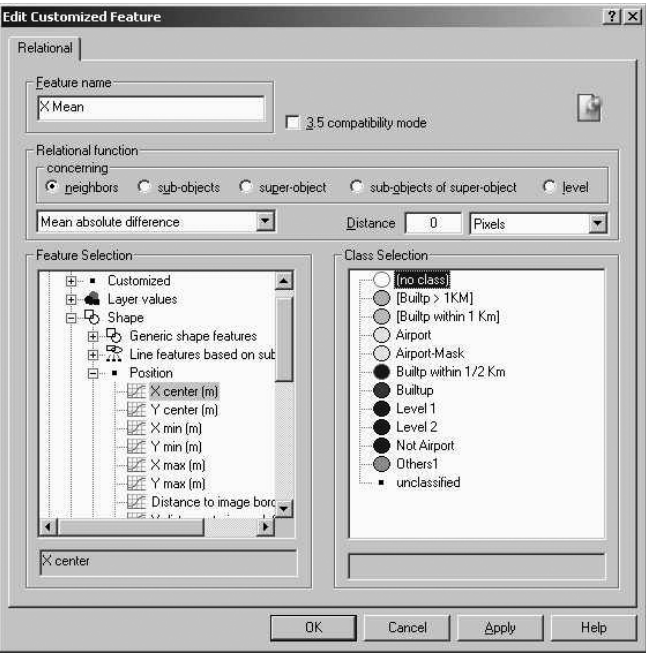 Edit Customized Feature
Relational
Feature name
X Mean
3.5 compatibility mode
Relational function
concerning
neighbors sub-objects super-object sub-objects of super-object level
Mean absolute difference Distance 0 Pixels
Feature Selection
Customized
Layer values
Shape
Generic shape features
Line features based on sub
Position
X center (m)
Y center (m)
X min (m)
Y min (m)
X max (m)
Y max (m)
Distance to image borc
X center
Class Selection
(no class)
[Builtp > 1KM]
[Builtp within 1 Km]
Airport
Airport-Mask
Builtp within 1/2 Km
Builtup
Level 1
Level 2
Not Airport
Others1
unclassified
OK Cancel Apply Help